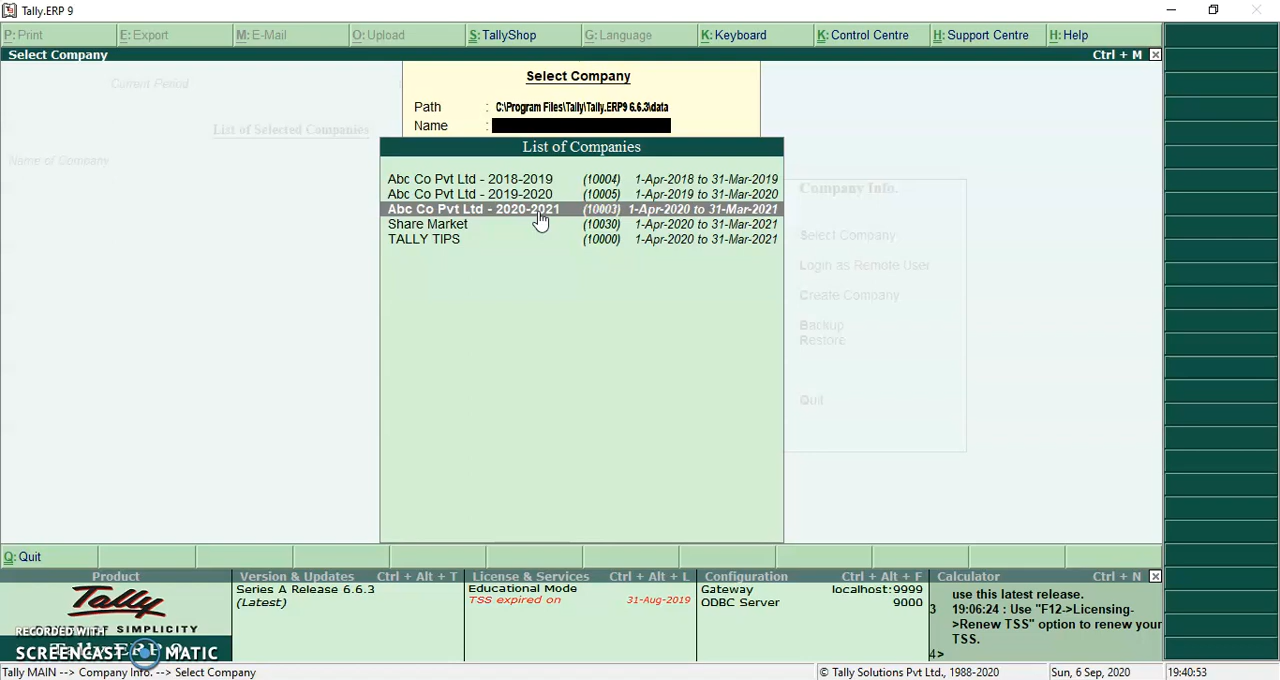 Tally.ERP 9
P: Print E: Export M: E-Mail O: Upload S: TallyShop G: Language K: Keyboard K: Control Centre H: Support Centre H: Help
Select Company Ctrl + M
Current Period
Select Company
Path : C:\Program Files\Tally\Tally.ERP9 6.6.3\data
Name :
List of Selected Companies
Name of Company
List of Companies
Abc Co Pvt Ltd - 2018-2019 (10004) 1-Apr-2018 to 31-Mar-2019
Abc Co Pvt Ltd - 2019-2020 (10005) 1-Apr-2019 to 31-Mar-2020
Abc Co Pvt Ltd - 2020-2021 (10003) 1-Apr-2020 to 31-Mar-2021
Share Market (10030) 1-Apr-2020 to 31-Mar-2021
TALLY TIPS (10000) 1-Apr-2020 to 31-Mar-2021
Company Info.
Select Company
Login as Remote User
Create Company
Backup
Restore
Quit
Q: Quit
Product
Tally
POWER OF SIMPLICITY
Tally.ERP 9
RECORDED WITH
SCREENCAST MATIC
Version & Updates Ctrl + Alt + T
Series A Release 6.6.3
(Latest)
License & Services Ctrl + Alt + L
Educational Mode
TSS expired on 31-Aug-2019
Configuration Ctrl + Alt + F
Gateway localhost:9999
ODBC Server 9000
Calculator Ctrl + N
use this latest release.
3 19:06:24 : Use "F12->Licensing-
>Renew TSS" option to renew your
TSS.
4>
Tally MAIN --> Company Info. --> Select Company © Tally Solutions Pvt Ltd., 1988-2020 Sun, 6 Sep, 2020 19:40:53